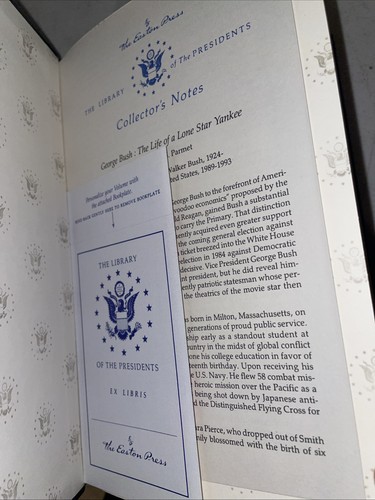 The Easton Press
THE LIBRARY of The PRESIDENTS
Collector's Notes
George Bush : The Life of a Lone Star Yankee
Parmet
Walker Bush, 1924-
ted States, 1989-1993
George Bush to the forefront of Ameri-
voodoo economics" proposed by the
d Reagan, gained Bush a substantial
o carry the Primary. That distinction
ently acquired even greater support
the coming general election against
ticket breezed into the White House
election in 1984 against Democratic
decisive. Vice President George Bush
nt president, but he did reveal him-
ently patriotic statesman whose per-
the theatrics of the movie star then
s born in Milton, Massachusetts, on
generations of proud public service.
ship early as a standout student at
untry in the midst of global conflict
one his college education in favor of
teenth birthday. Upon receiving his
e U.S. Navy. He flew 58 combat mis-
heroic mission over the Pacific as a
being shot down by Japanese anti-
d the Distinguished Flying Cross for
ra Pierce, who dropped out of Smith
mily blossomed with the birth of six
Personalize your Volume with
the Attached Bookplate
THE LIBRARY
OF THE PRESIDENTS
EX LIBRIS
The Easton Press